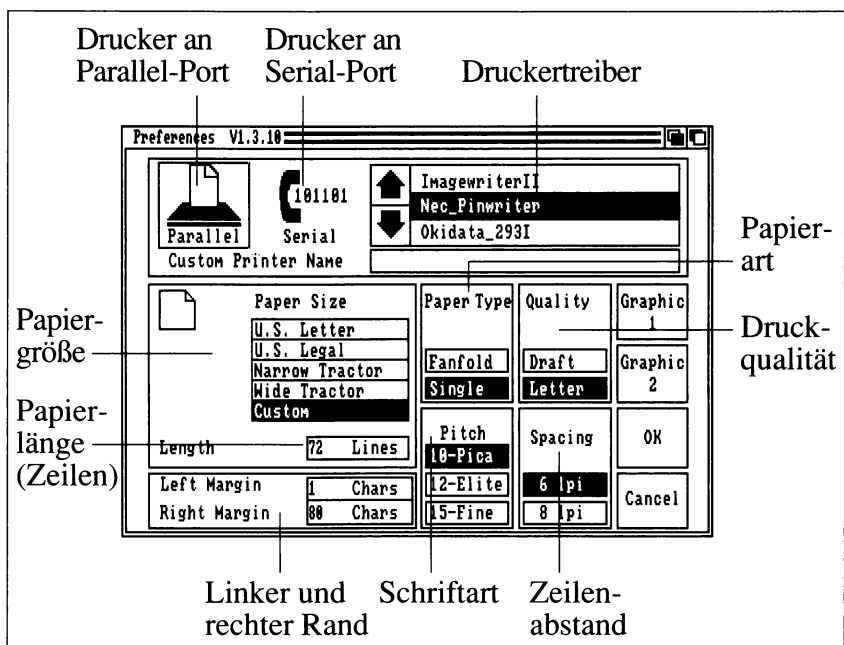 Drucker an
Parallel-Port
Drucker an
Serial-Port
Druckertreiber
Preferences V1.3.10
101101
Parallel
Serial
ImagewriterII
Nec_Pinwriter
Okidata_293I
Custom Printer Name
Papier-
art
Papier-
größe
Papier-
länge
(Zeilen)
Paper Size
U.S. Letter
U.S. Legal
Narrow Tractor
Wide Tractor
Custom
Length
72 Lines
Left Margin
1 Chars
Right Margin
80 Chars
Paper Type
Fanfold
Single
Quality
Draft
Letter
Graphic
1
Graphic
2
Druck-
qualität
Pitch
10-Pica
12-Elite
15-Fine
Spacing
6 lpi
8 lpi
OK
Cancel
Linker und
rechter Rand
Schriftart
Zeilen-
abstand